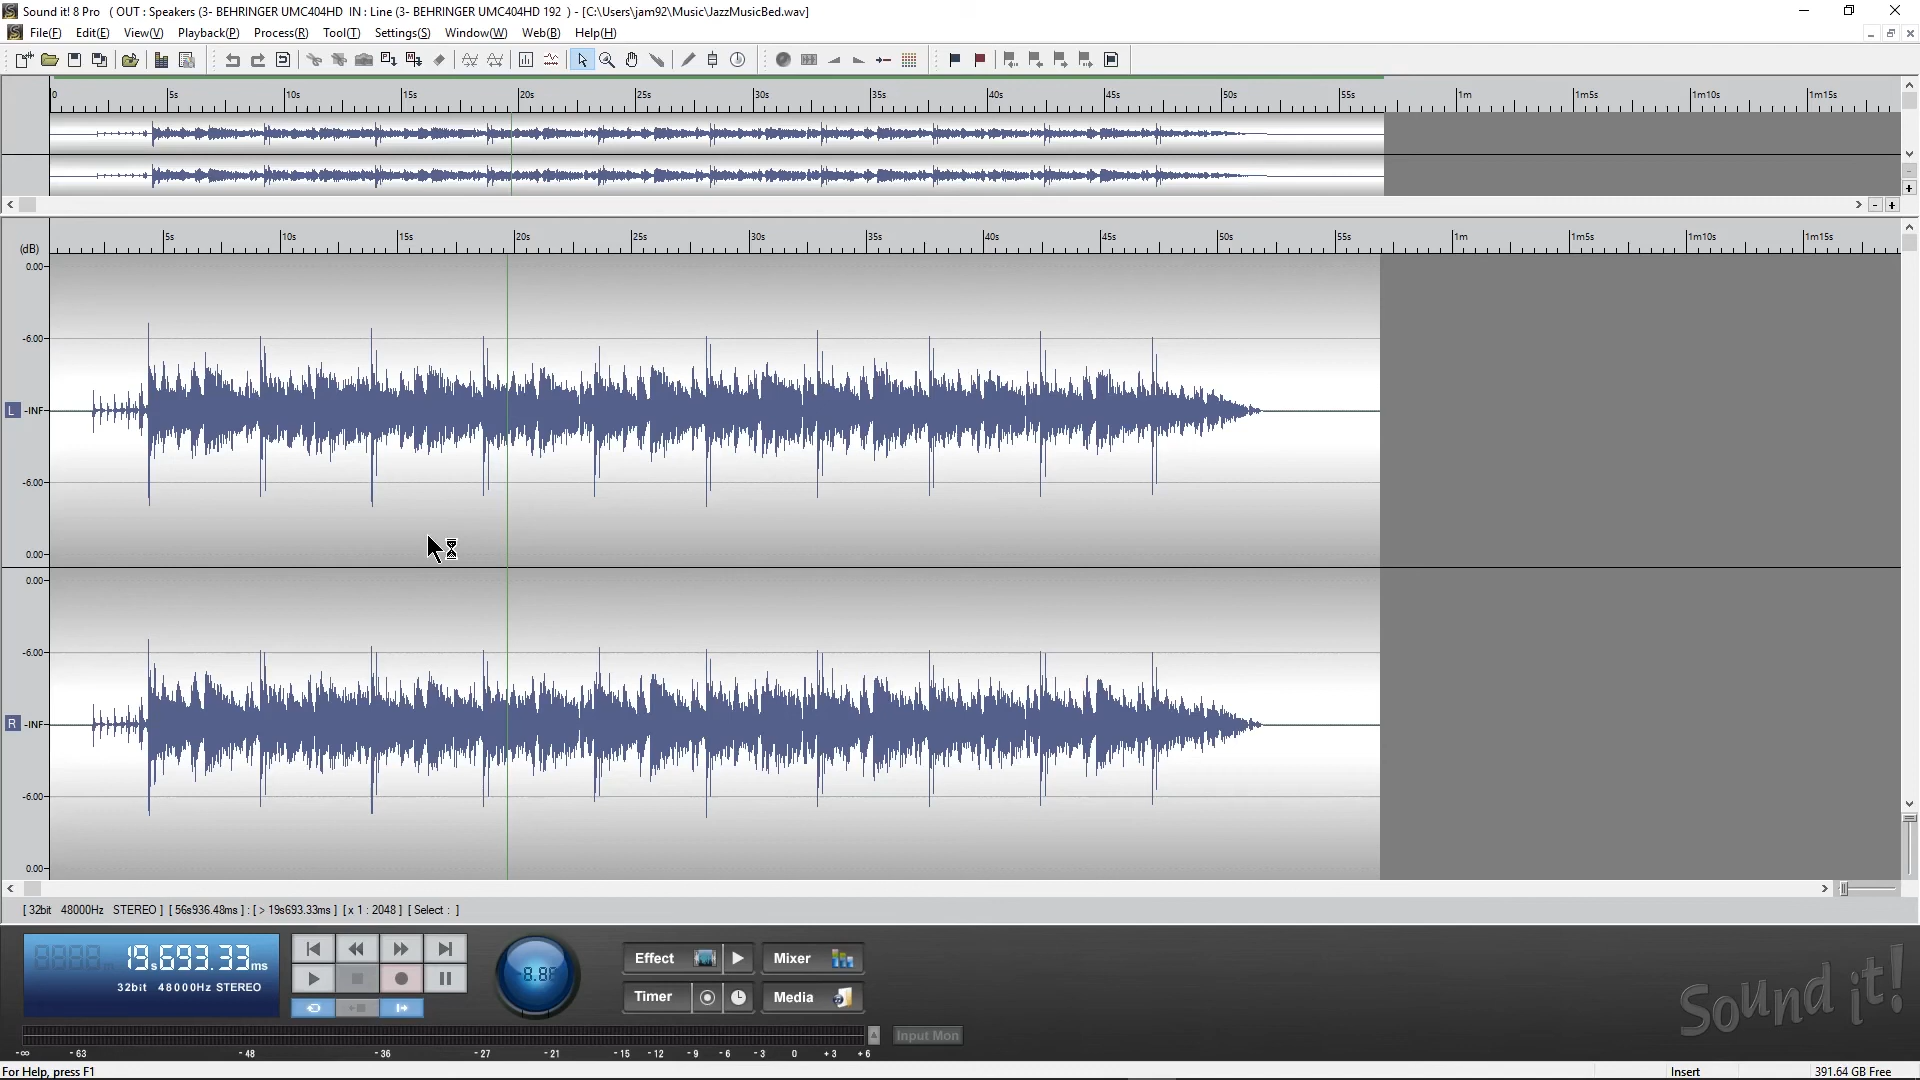 Sound it! 8 Pro ( OUT : Speakers (3- BEHRINGER UMC404HD IN : Line (3- BEHRINGER UMC404HD 192 ) - [C:\Users\jam92\Music\JazzMusicBed.wav]
File(F) Edit(E) View(V) Playback(P) Process(R) Tool(T) Settings(S) Window(W) Web(B) Help(H)
0 5s 10s 15s 20s 25s 30s 35s 40s 45s 50s 55s 1m 1m5s 1m10s 1m15s
(dB) 5s 10s 15s 20s 25s 30s 35s 40s 45s 50s 55s 1m 1m5s 1m10s 1m15s
0.00
-6.00
L -INF
-6.00
0.00
0.00
-6.00
R -INF
-6.00
0.00
[ 32bit 48000Hz STEREO ] [ 56s936.48ms ] : [ > 19s693.33ms ] [ x 1 : 2048 ] [ Select : ]
19s693.33ms
32bit 48000Hz STEREO
-8.88
Effect
Mixer
Timer
Media
Sound it!
Input Mon
-∞ -63 -48 -36 -27 -21 -15 -12 -9 -6 -3 0 +3 +6
For Help, press F1
Insert
391.64 GB Free